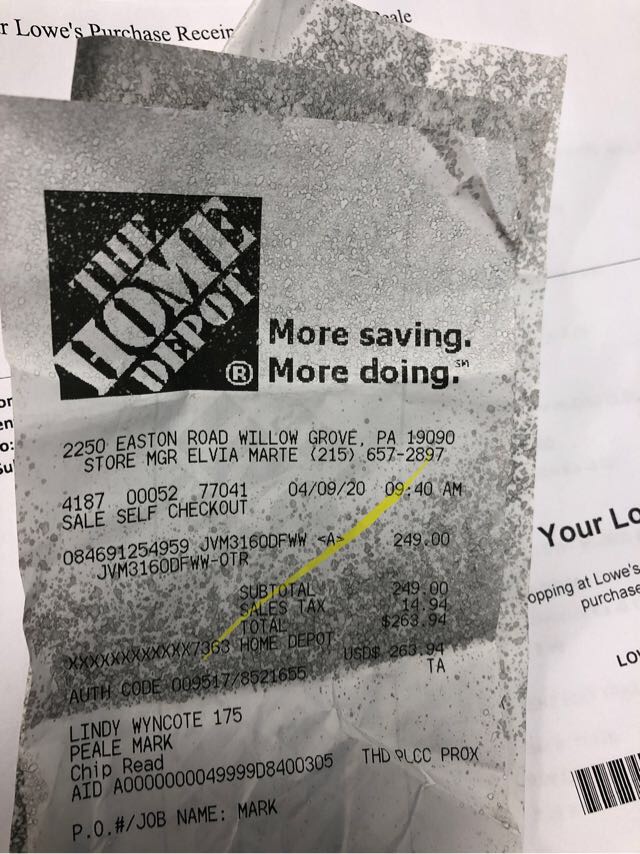 r Lowe's Purchase Receip
eale
THE
HOME
DEPOT
®
More saving.
More doing.℠
2250 EASTON ROAD WILLOW GROVE, PA 19090
STORE MGR ELVIA MARTE (215) 657-2897
4187 00052 77041 04/09/20 09:40 AM
SALE SELF CHECKOUT
084691254959 JVM3160DFWW <A> 249.00
JVM3160DFWW-OTR
SUBTOTAL 249.00
SALES TAX 14.94
TOTAL $263.94
XXXXXXXXXXXX7363 HOME DEPOT
USD$ 263.94
AUTH CODE 009517/8521655 TA
LINDY WYNCOTE 175
PEALE MARK
Chip Read
AID A0000000049999D8400305 THD PLCC PROX
P.O.#/JOB NAME: MARK
Your Lo
opping at Lowe's
purchase
LO